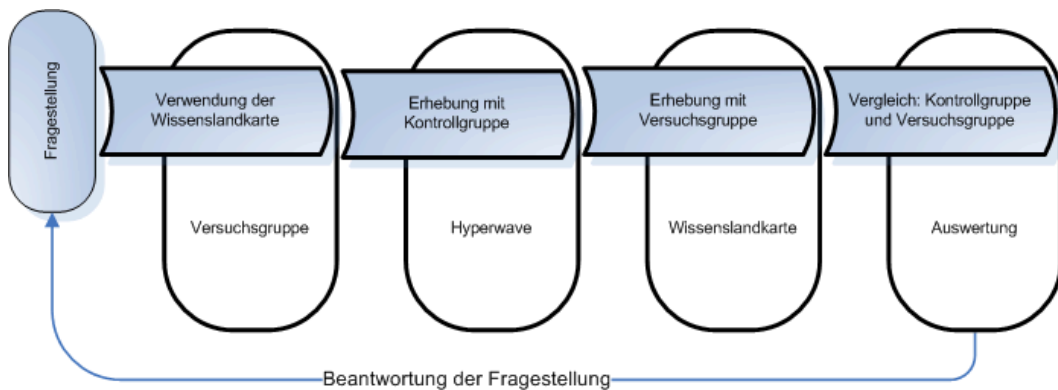 Fragestellung
Verwendung der
Wissenslandkarte
Versuchsgruppe
Erhebung mit
Kontrollgruppe
Hyperwave
Erhebung mit
Versuchsgruppe
Wissenslandkarte
Vergleich: Kontrollgruppe
und Versuchsgruppe
Auswertung
Beantwortung der Fragestellung